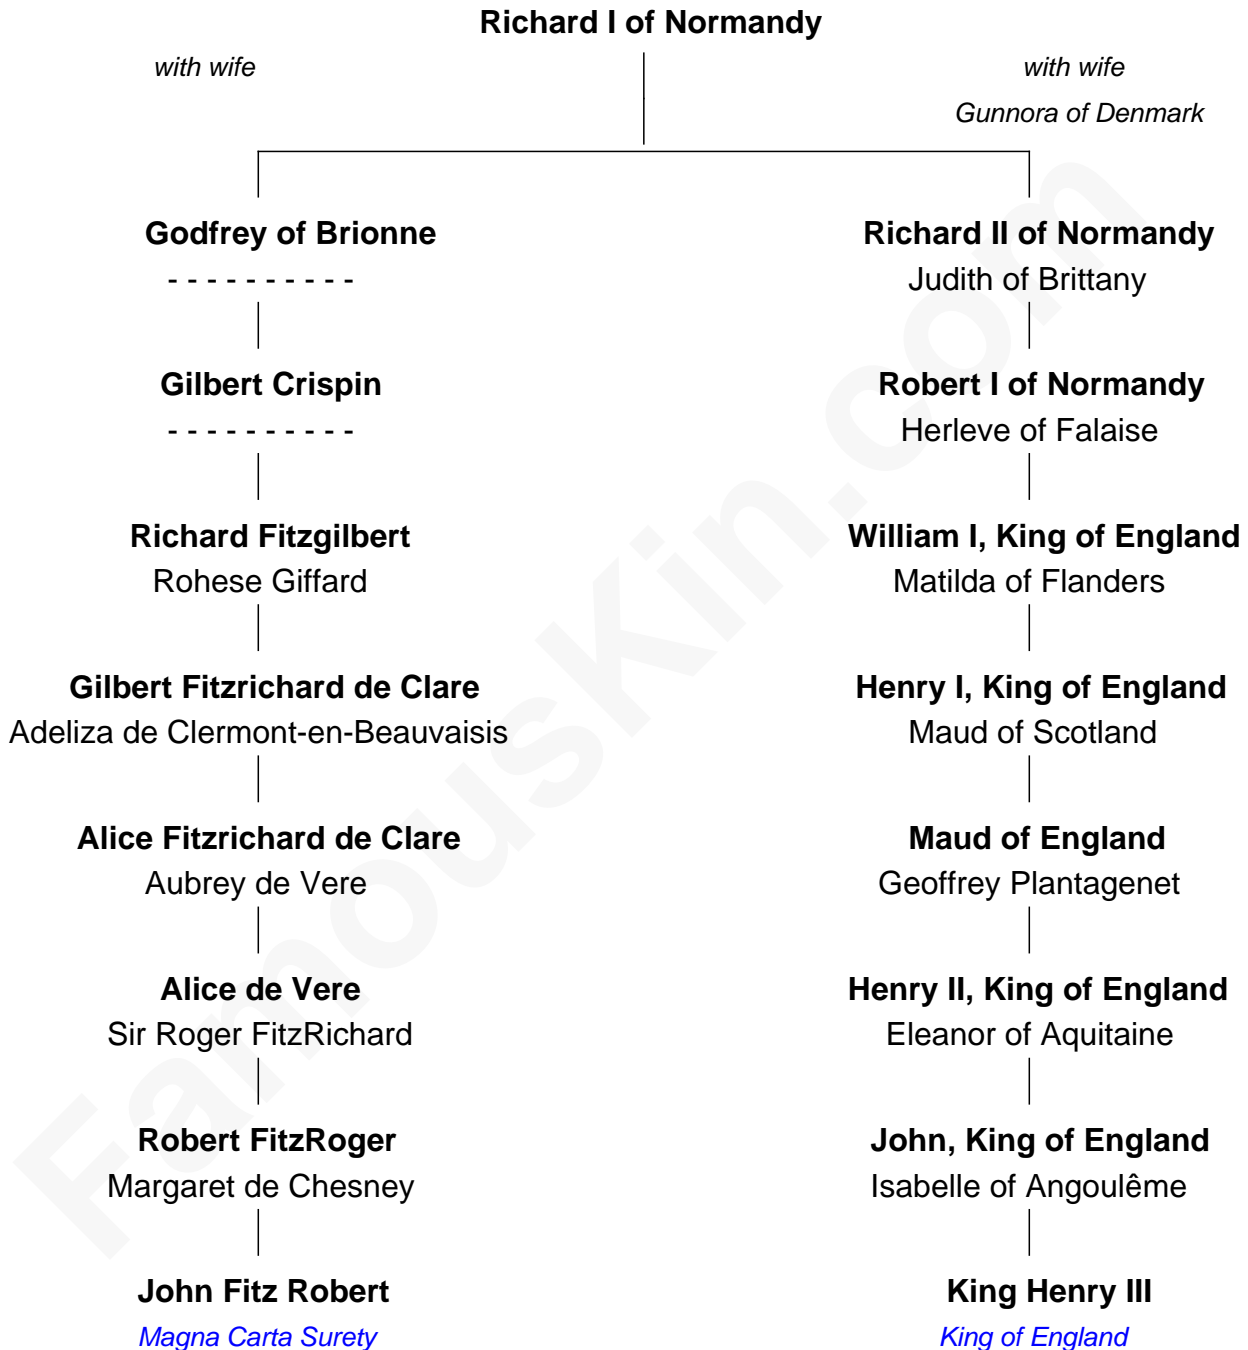 Richard I of Normandy
with wife
with wife
Gunnora of Denmark
Godfrey of Brionne
- - - - - - - - - -
Gilbert Crispin
- - - - - - - - - -
Richard Fitzgilbert
Rohese Giffard
Gilbert Fitzrichard de Clare
Adeliza de Clermont-en-Beauvaisis
Alice Fitzrichard de Clare
Aubrey de Vere
Alice de Vere
Sir Roger FitzRichard
Robert FitzRoger
Margaret de Chesney
John Fitz Robert
Magna Carta Surety
Richard II of Normandy
Judith of Brittany
Robert I of Normandy
Herleve of Falaise
William I, King of England
Matilda of Flanders
Henry I, King of England
Maud of Scotland
Maud of England
Geoffrey Plantagenet
Henry II, King of England
Eleanor of Aquitaine
John, King of England
Isabelle of Angoulême
King Henry III
King of England
FamousKin.com